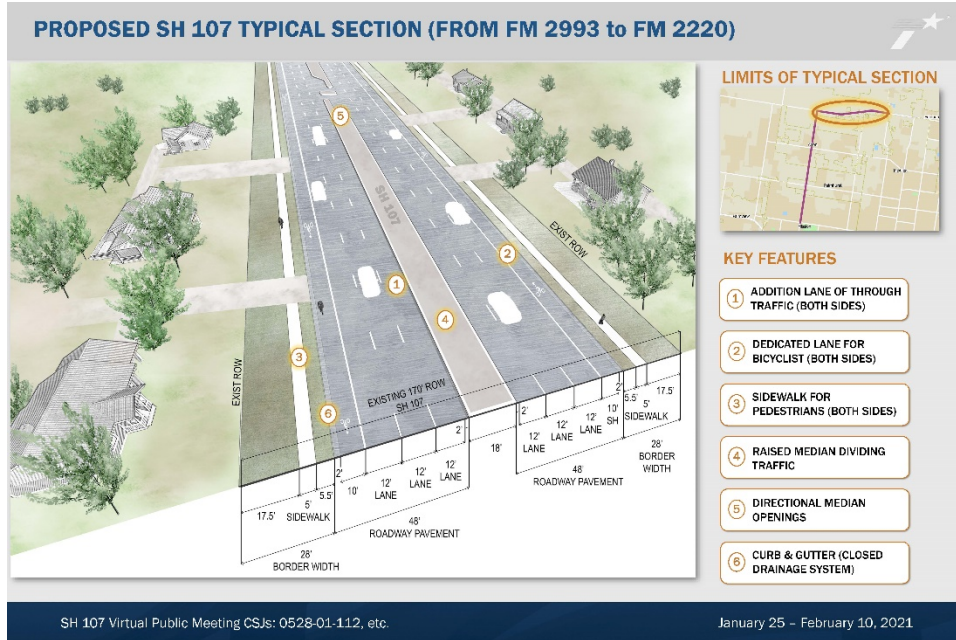 PROPOSED SH 107 TYPICAL SECTION (FROM FM 2993 to FM 2220)
LIMITS OF TYPICAL SECTION
KEY FEATURES
1 ADDITION LANE OF THROUGH
TRAFFIC (BOTH SIDES)
2 DEDICATED LANE FOR
BICYCLIST (BOTH SIDES)
3 SIDEWALK FOR
PEDESTRIANS (BOTH SIDES)
4 RAISED MEDIAN DIVIDING
TRAFFIC
5 DIRECTIONAL MEDIAN
OPENINGS
6 CURB & GUTTER (CLOSED
DRAINAGE SYSTEM)
5
SH 107
EXIST ROW
2
1
4
3
6
EXIST ROW
EXISTING 170' ROW
SH 107
17.5'
5'
SIDEWALK
5.5'
2'
10'
12'
LANE
12'
LANE
12'
LANE
2'
18'
2'
12'
LANE
12'
LANE
12'
LANE
10'
SH
2'
5.5'
5'
SIDEWALK
17.5'
28'
BORDER WIDTH
48'
ROADWAY PAVEMENT
48'
ROADWAY PAVEMENT
28'
BORDER
WIDTH
SH 107 Virtual Public Meeting CSJs: 0528-01-112, etc.
January 25 – February 10, 2021